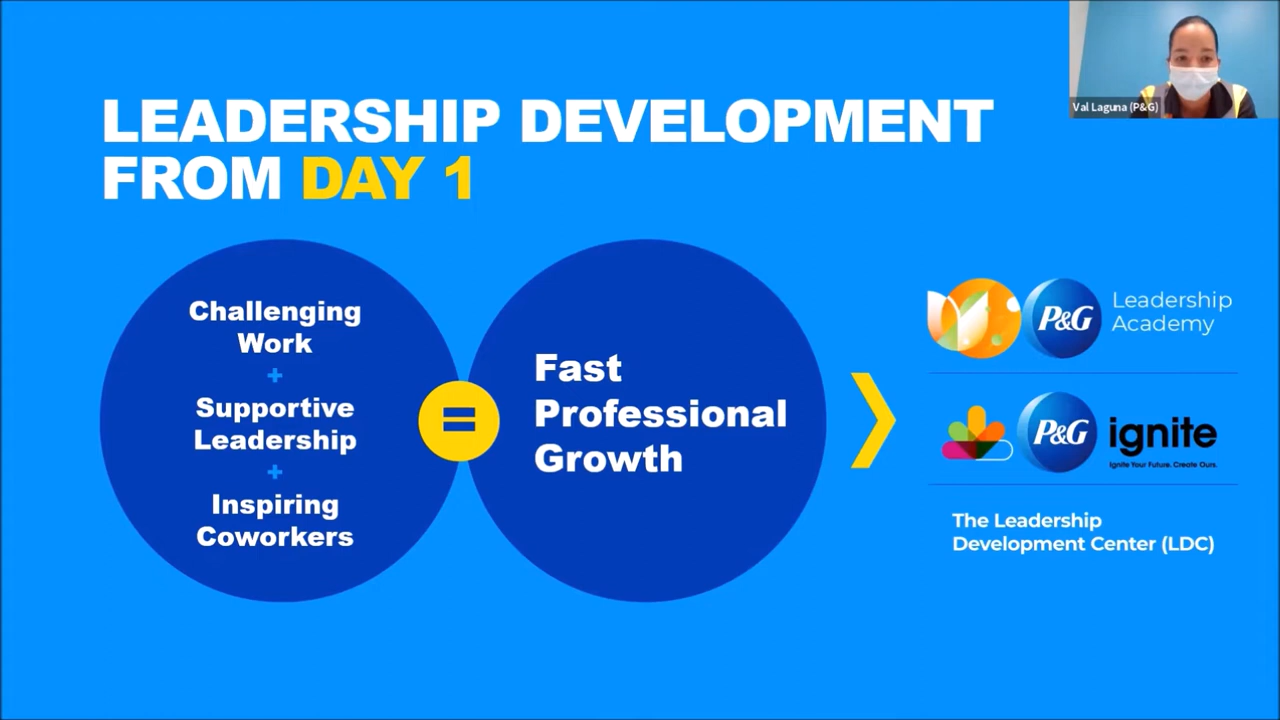 Val Laguna (P&G)
LEADERSHIP DEVELOPMENT
FROM DAY 1
Challenging
Work
+
Supportive
Leadership
+
Inspiring
Coworkers
=
Fast
Professional
Growth
P&G
Leadership
Academy
P&G
ignite
Ignite Your Future. Create Ours.
The Leadership
Development Center (LDC)